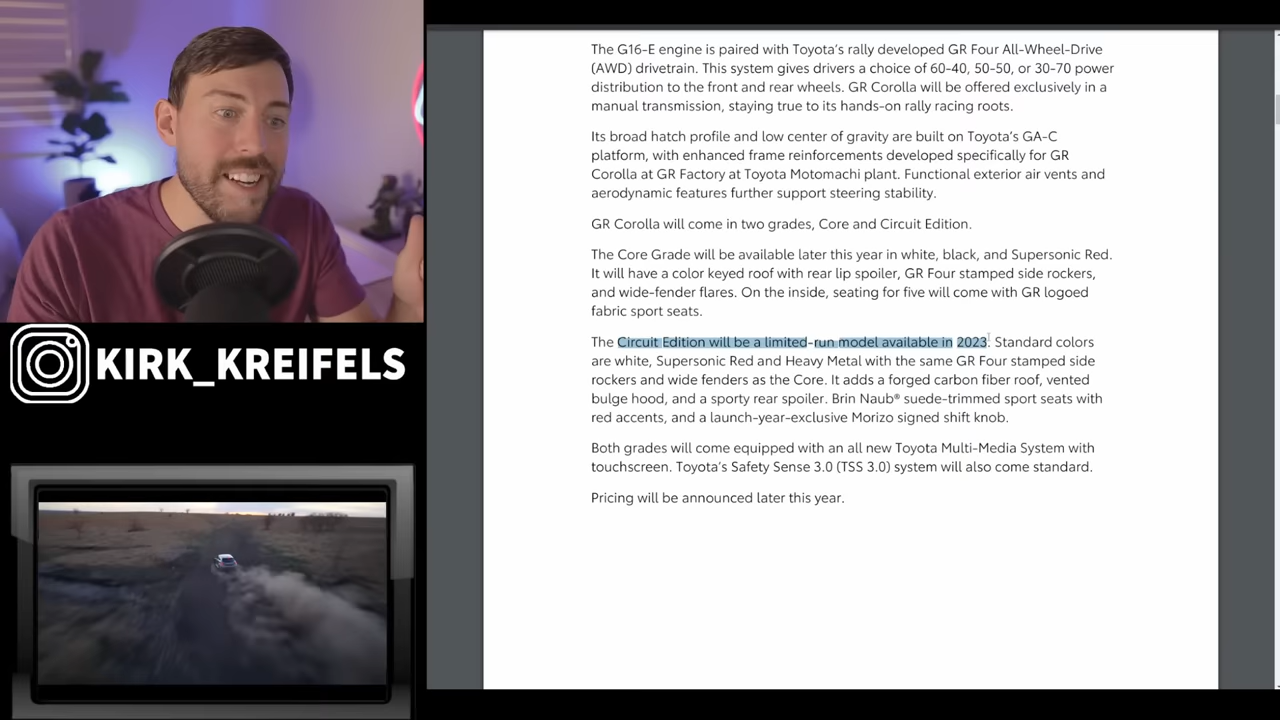 The G16-E engine is paired with Toyota's rally developed GR Four All-Wheel-Drive
(AWD) drivetrain. This system gives drivers a choice of 60-40, 50-50, or 30-70 power
distribution to the front and rear wheels. GR Corolla will be offered exclusively in a
manual transmission, staying true to its hands-on rally racing roots.
Its broad hatch profile and low center of gravity are built on Toyota's GA-C
platform, with enhanced frame reinforcements developed specifically for GR
Corolla at GR Factory at Toyota Motomachi plant. Functional exterior air vents and
aerodynamic features further support steering stability.
GR Corolla will come in two grades, Core and Circuit Edition.
The Core Grade will be available later this year in white, black, and Supersonic Red.
It will have a color keyed roof with rear lip spoiler, GR Four stamped side rockers,
and wide-fender flares. On the inside, seating for five will come with GR logoed
fabric sport seats.
The Circuit Edition will be a limited-run model available in 2023. Standard colors
are white, Supersonic Red and Heavy Metal with the same GR Four stamped side
rockers and wide fenders as the Core. It adds a forged carbon fiber roof, vented
bulge hood, and a sporty rear spoiler. Brin Naub® suede-trimmed sport seats with
red accents, and a launch-year-exclusive Morizo signed shift knob.
Both grades will come equipped with an all new Toyota Multi-Media System with
touchscreen. Toyota's Safety Sense 3.0 (TSS 3.0) system will also come standard.
Pricing will be announced later this year.
KIRK_KREIFELS